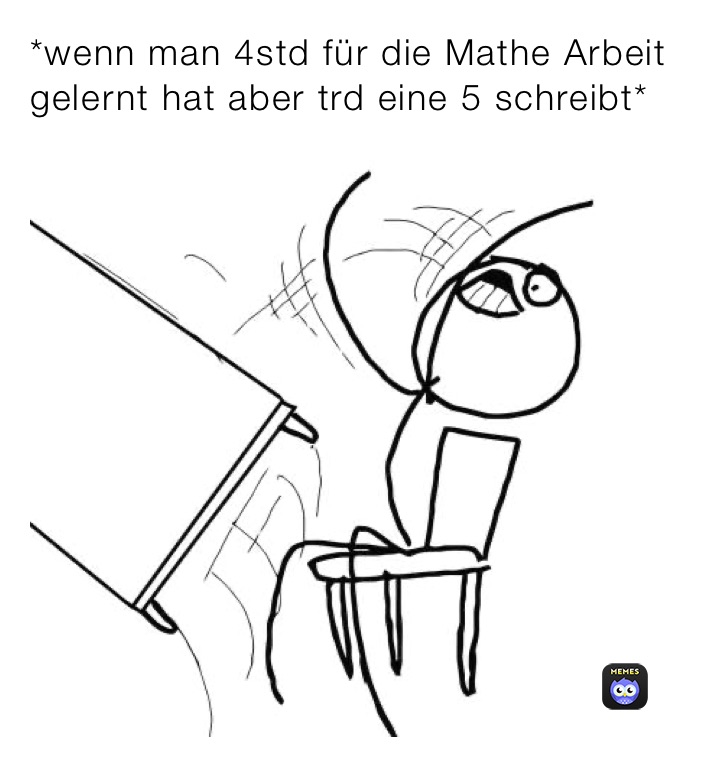 *wenn man 4std für die Mathe Arbeit
gelernt hat aber trd eine 5 schreibt*
MEMES